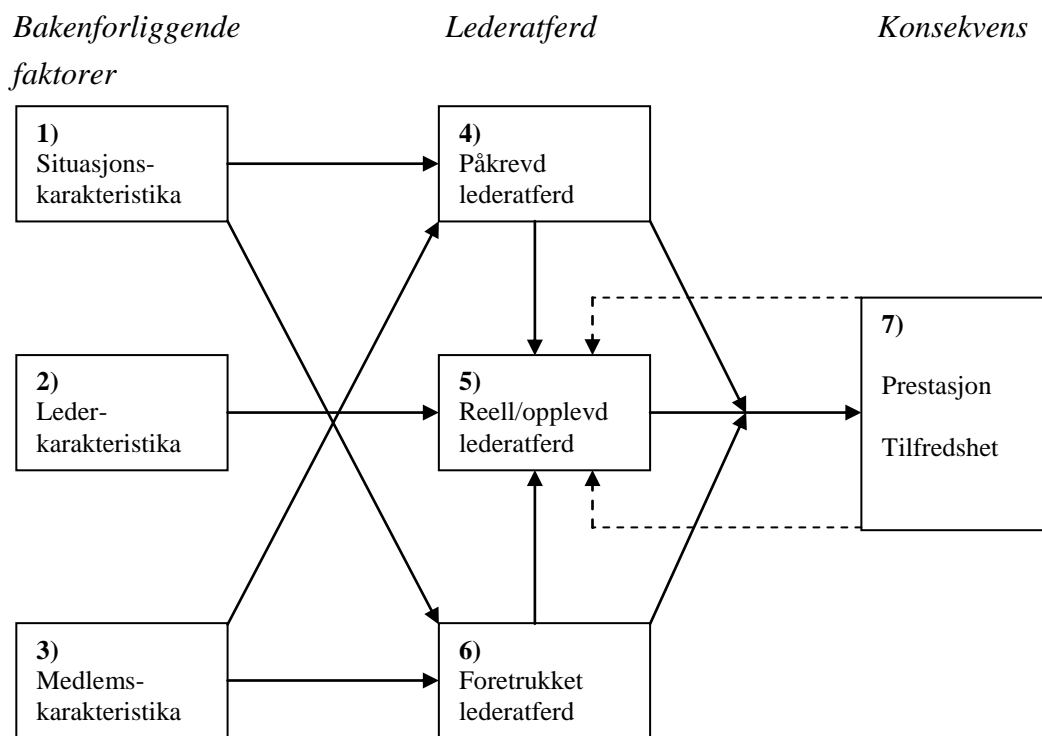 Bakenforliggende
faktorer
Lederatferd
Konsekvens
1)
Situasjons-
karakteristika
4)
Påkrevd
lederatferd
2)
Leder-
karakteristika
5)
Reell/opplevd
lederatferd
7)
Prestasjon
Tilfredshet
3)
Medlems-
karakteristika
6)
Foretrukket
lederatferd